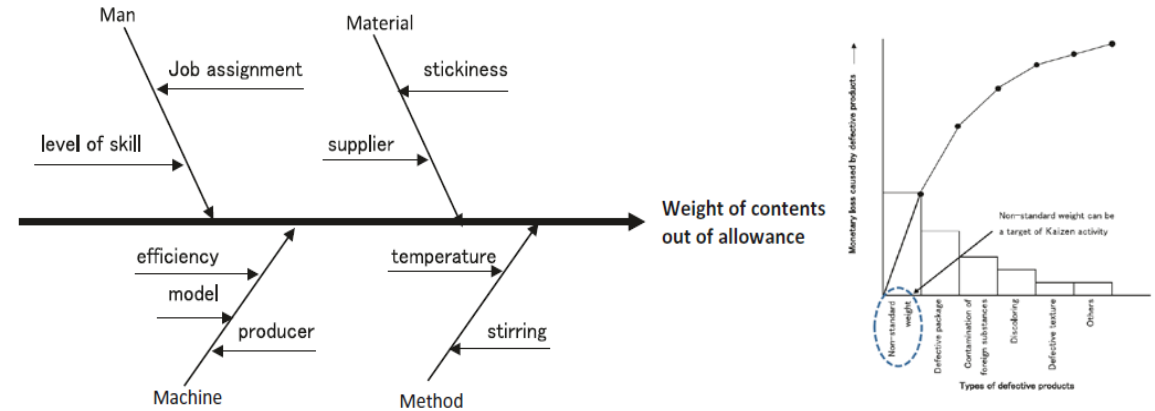 Man
Material
Job assignment
stickiness
level of skill
supplier
Weight of contents
out of allowance
efficiency
temperature
model
producer
stirring
Machine
Method
Monetary loss caused by defective products
Non-standard weight can be
a target of Kaizen activity
Non-standard
weight
Defective package
Contamination of
foreign substances
Discoloring
Defective texture
Others
Types of defective products